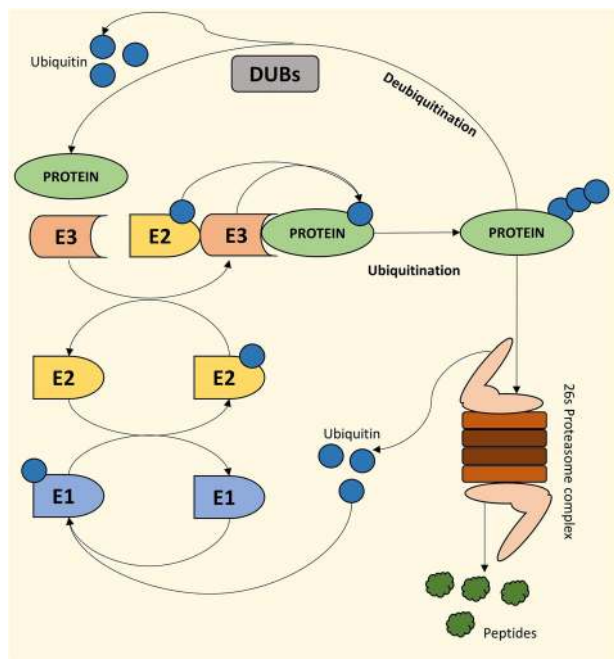 Ubiquitin
DUBs
Deubiquitination
PROTEIN
E3
E2
E3
PROTEIN
PROTEIN
Ubiquitination
E2
E2
26s Proteasome complex
Ubiquitin
E1
E1
Peptides